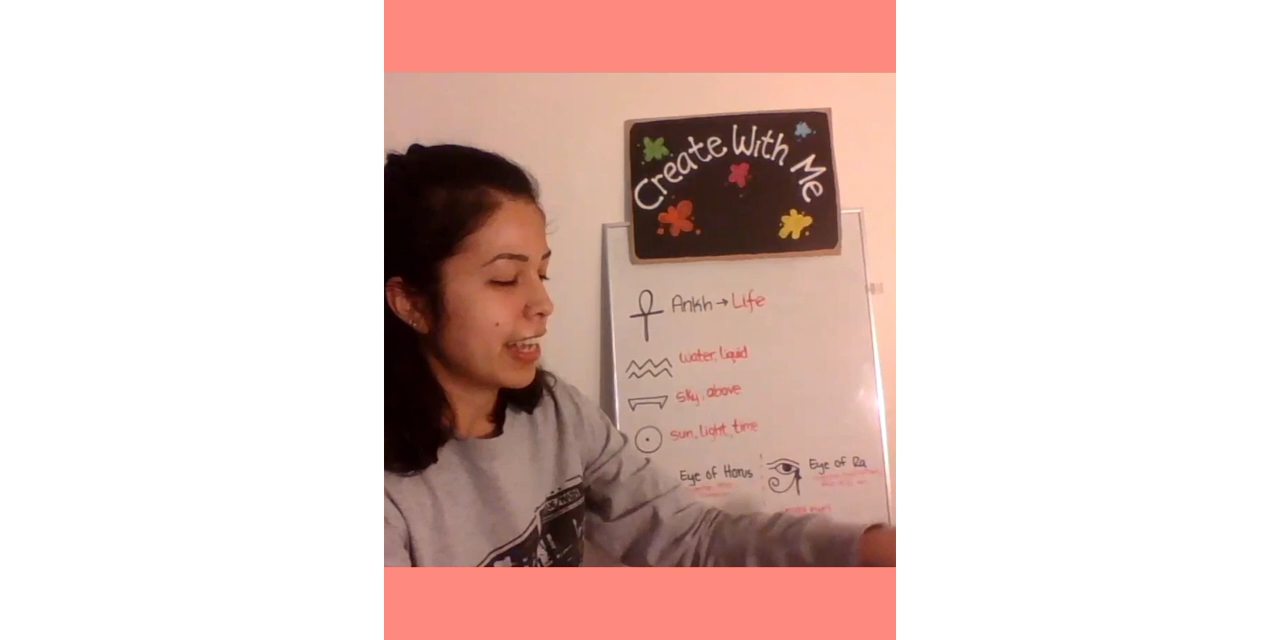 Create With Me
Ankh → Life
water, liquid
sky, above
sun, light, time
Eye of Horus
Eye of Ra